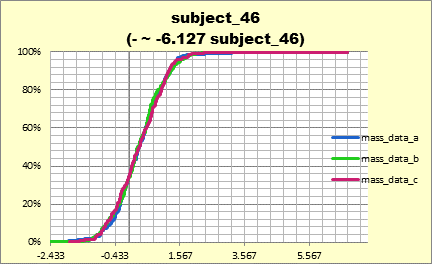 subject_46
(- ~ -6.127 subject_46)
100%
80%
60%
40%
20%
0%
-2.433 -0.433 1.567 3.567 5.567
mass_data_a
mass_data_b
mass_data_c